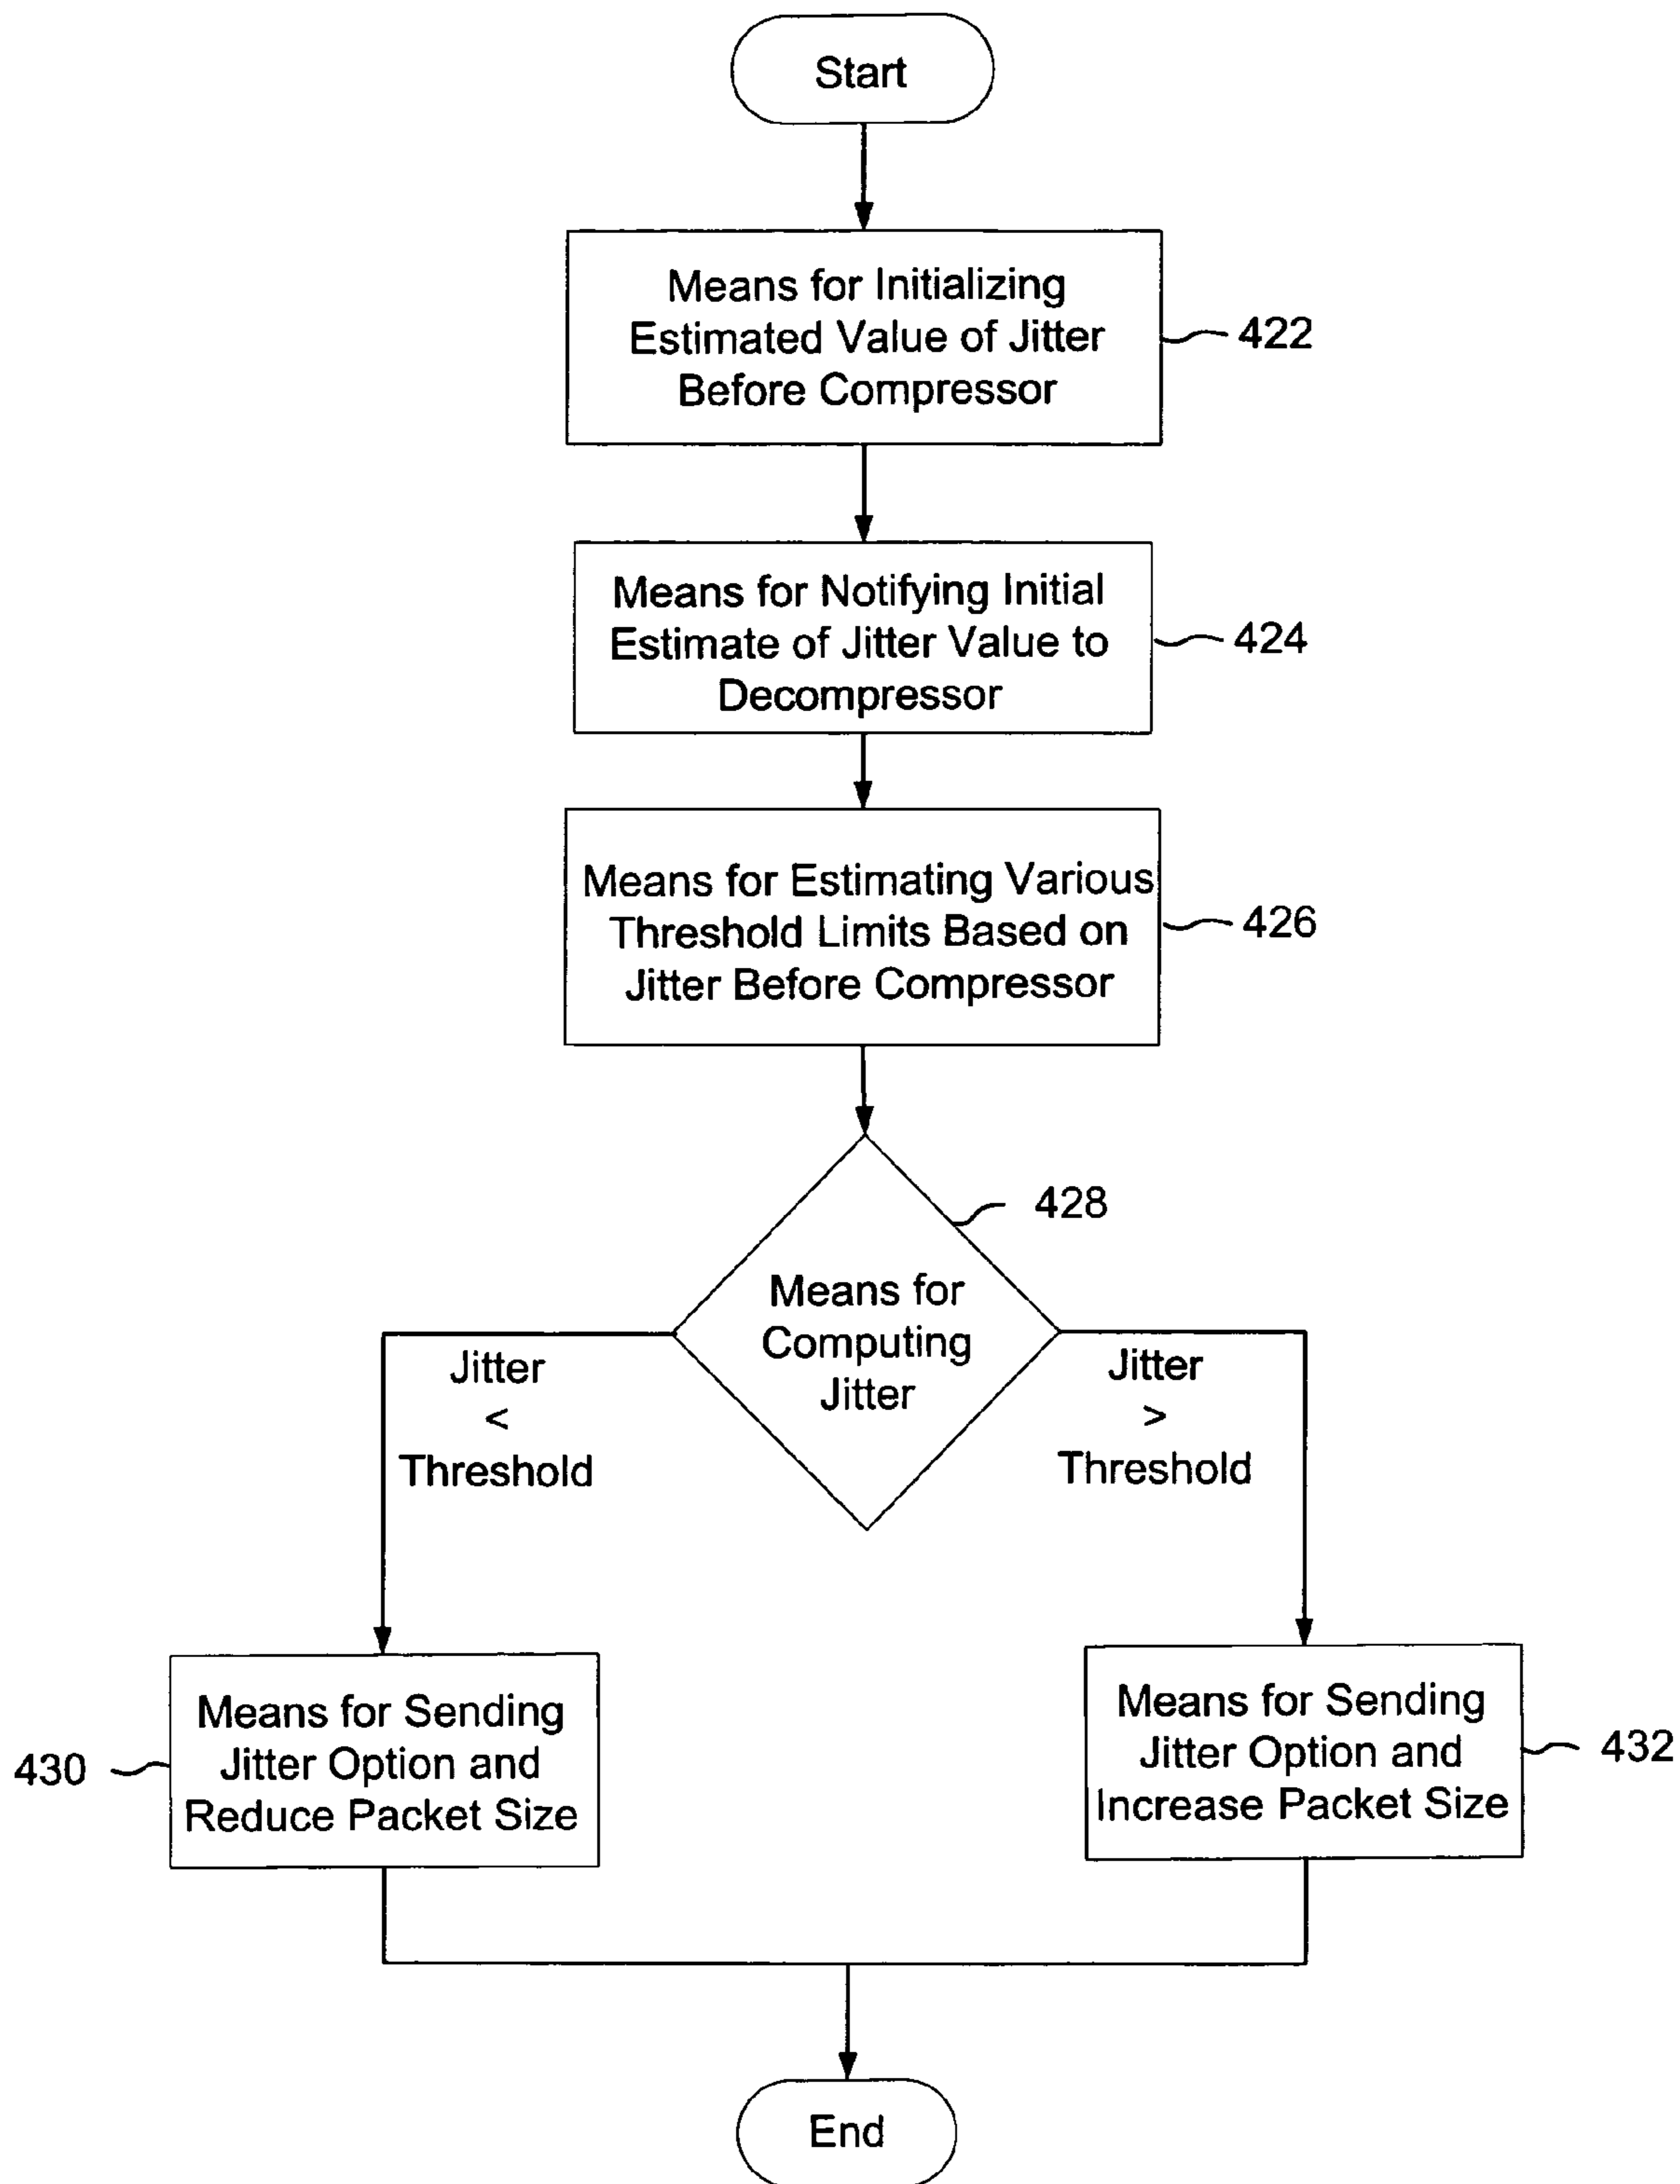 Start
Means for Initializing
Estimated Value of Jitter
Before Compressor
422
Means for Notifying Initial
Estimate of Jitter Value to
Decompressor
424
Means for Estimating Various
Threshold Limits Based on
Jitter Before Compressor
426
428
Means for
Computing
Jitter
Jitter
<
Threshold
Jitter
>
Threshold
430
Means for Sending
Jitter Option and
Reduce Packet Size
Means for Sending
Jitter Option and
Increase Packet Size
432
End